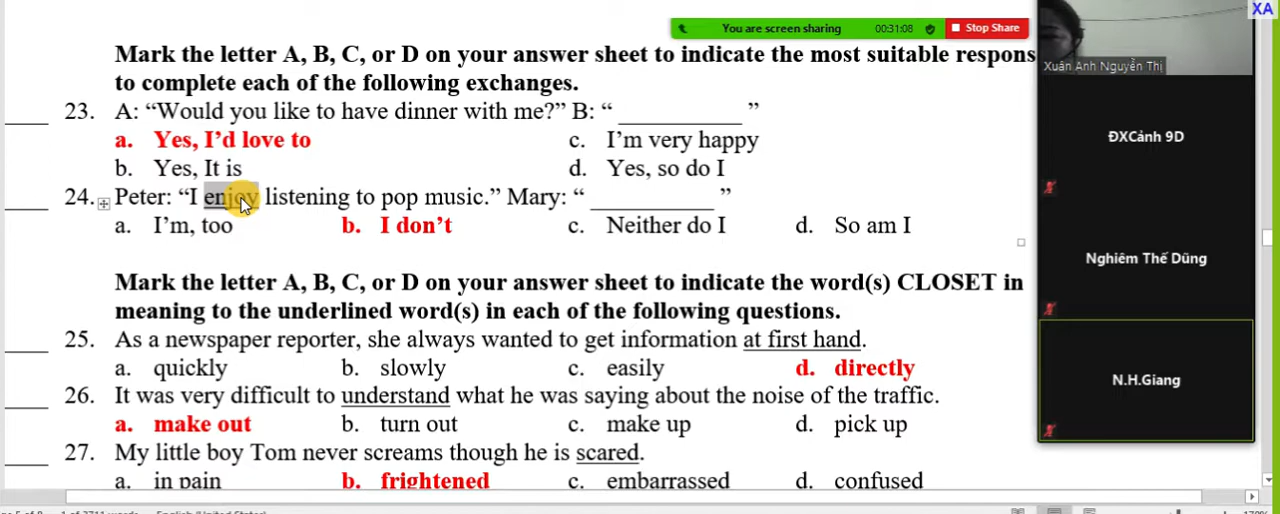 XA
You are screen sharing 00:31:08 Stop Share
Mark the letter A, B, C, or D on your answer sheet to indicate the most suitable respons
to complete each of the following exchanges.
Xuân Anh Nguyễn Thị
____ 23. A: “Would you like to have dinner with me?” B: “ ___________ ”
a. Yes, I’d love to c. I’m very happy
b. Yes, It is d. Yes, so do I
ĐXCảnh 9D
____ 24. Peter: “I enjoy listening to pop music.” Mary: “ ___________ ”
a. I’m, too b. I don’t c. Neither do I d. So am I
Nghiêm Thế Dũng
Mark the letter A, B, C, or D on your answer sheet to indicate the word(s) CLOSET in
meaning to the underlined word(s) in each of the following questions.
____ 25. As a newspaper reporter, she always wanted to get information at first hand.
a. quickly b. slowly c. easily d. directly
N.H.Giang
____ 26. It was very difficult to understand what he was saying about the noise of the traffic.
a. make out b. turn out c. make up d. pick up
____ 27. My little boy Tom never screams though he is scared.
a. in pain b. frightened c. embarrassed d. confused